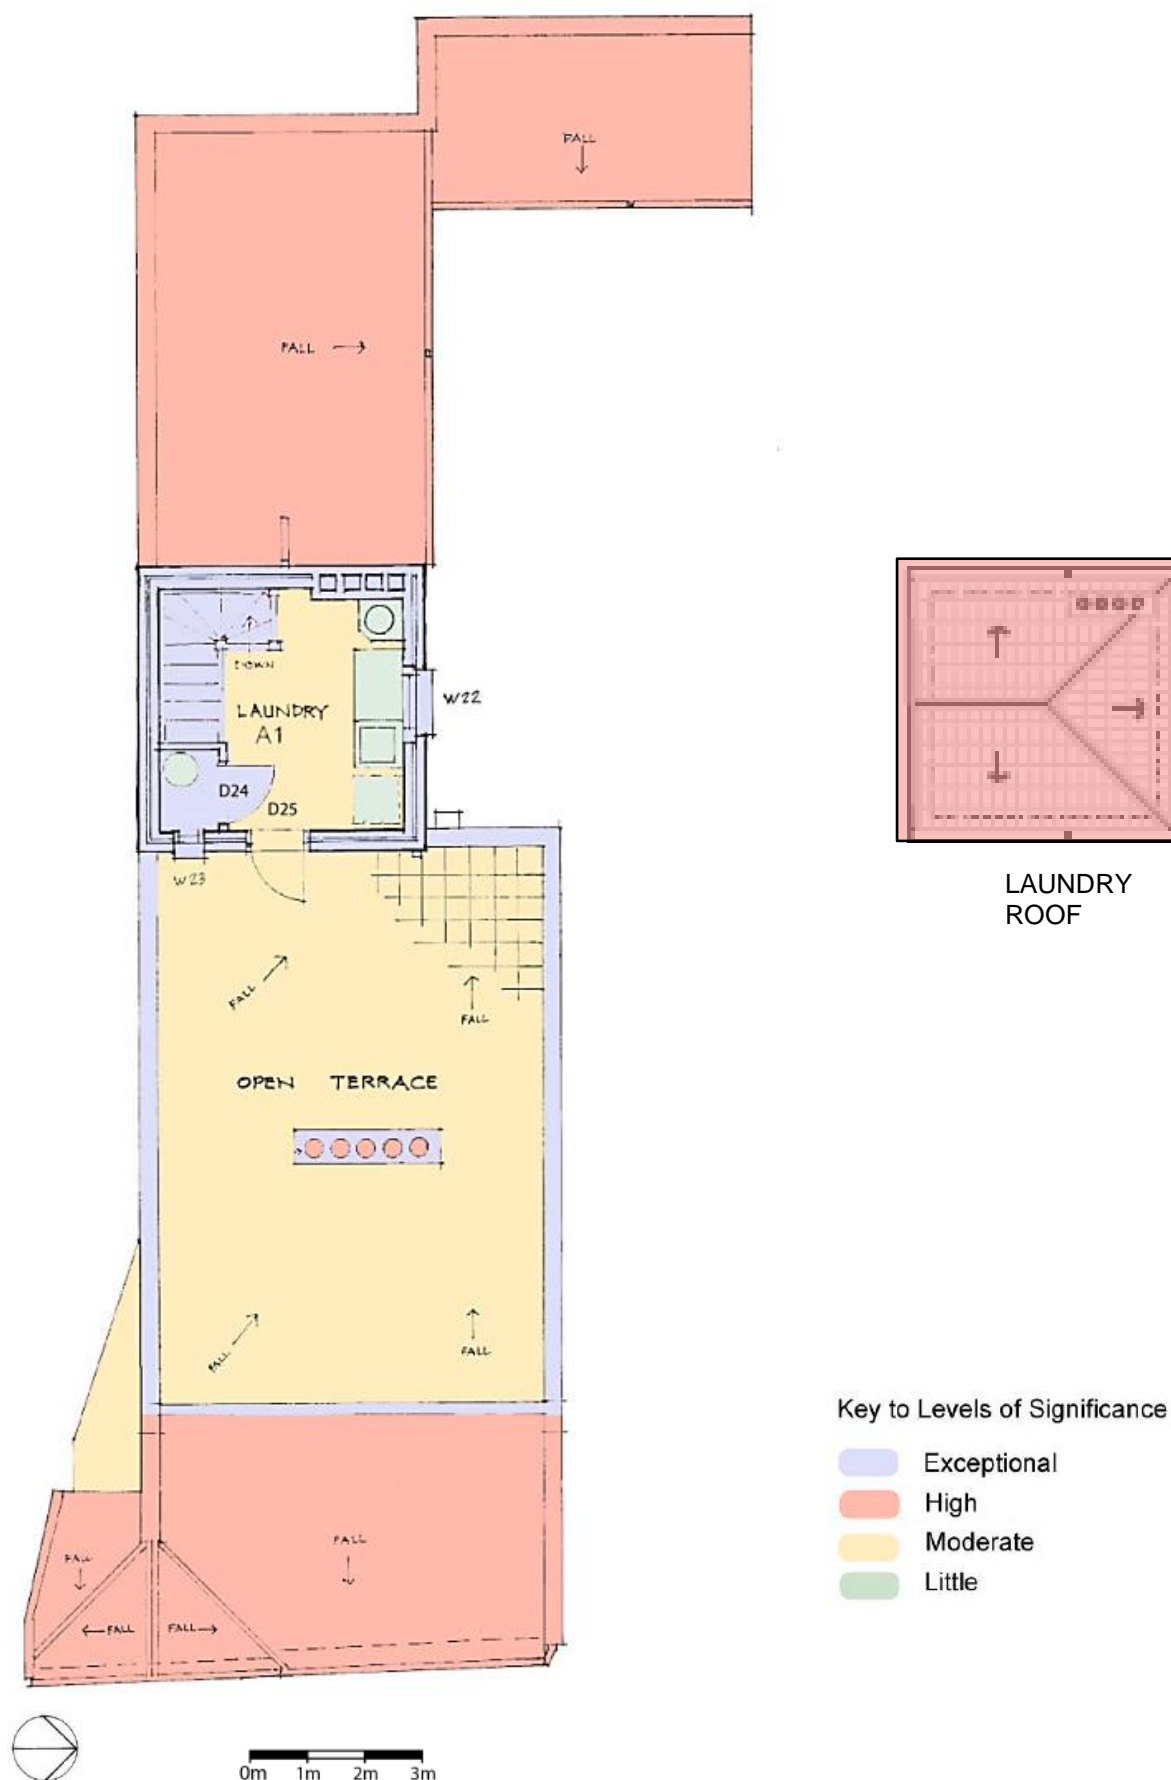 FALL
FALL
DOWN
W22
LAUNDRY
A1
D24
D25
W23
LAUNDRY
ROOF
FALL
FALL
OPEN TERRACE
FALL
FALL
Key to Levels of Significance
Exceptional
High
Moderate
Little
FALL
FALL
FALL
FALL
0m 1m 2m 3m